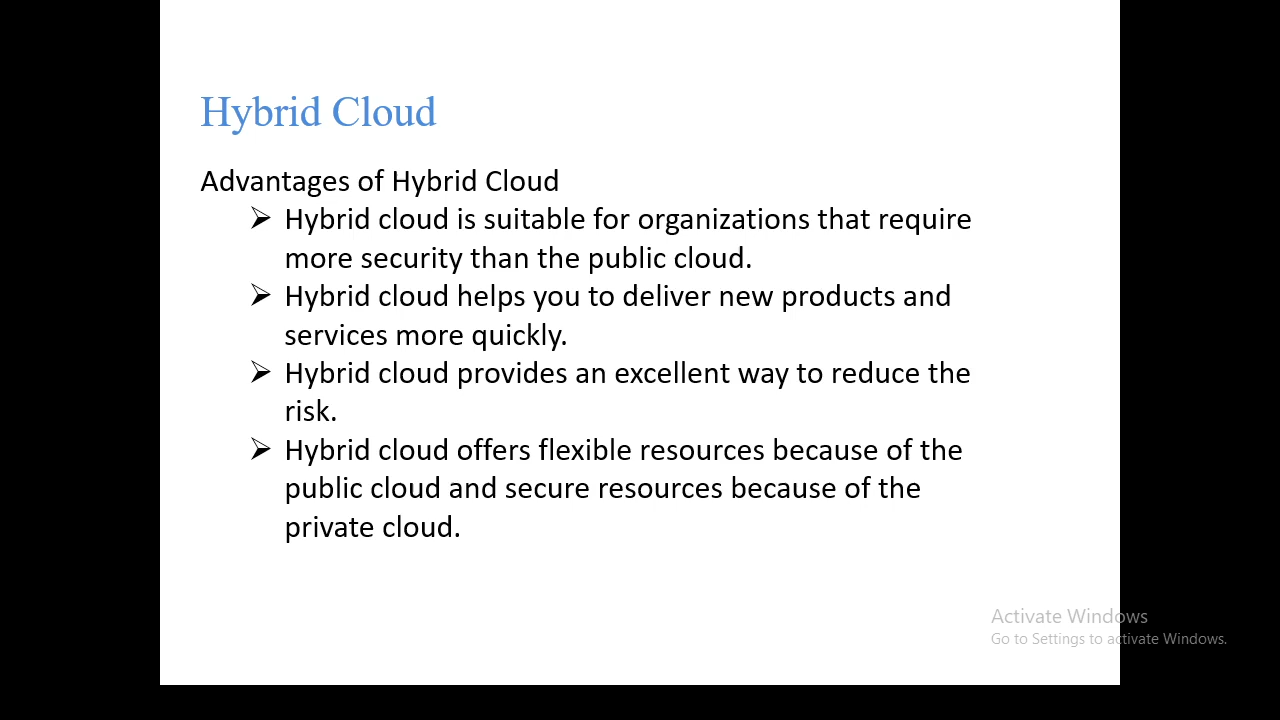 Hybrid Cloud
Advantages of Hybrid Cloud
➢ Hybrid cloud is suitable for organizations that require
more security than the public cloud.
➢ Hybrid cloud helps you to deliver new products and
services more quickly.
➢ Hybrid cloud provides an excellent way to reduce the
risk.
➢ Hybrid cloud offers flexible resources because of the
public cloud and secure resources because of the
private cloud.
Activate Windows
Go to Settings to activate Windows.